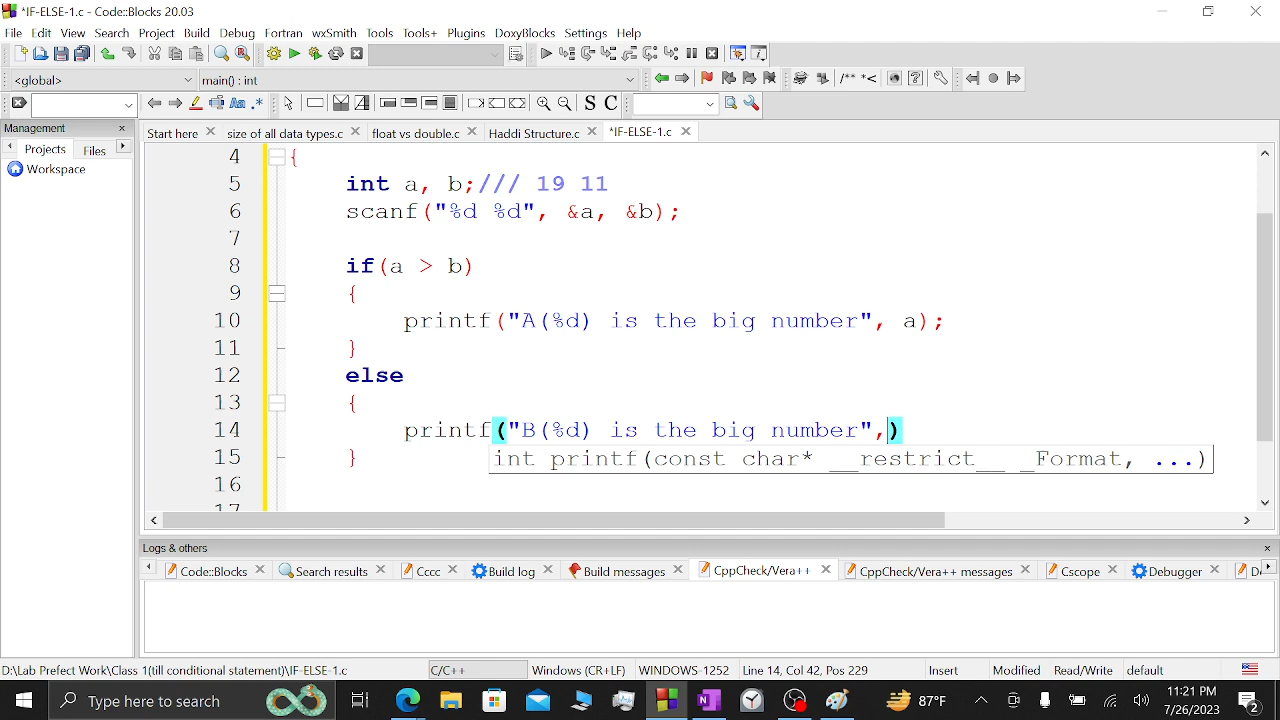 *IF-ELSE-1.c - Code::Blocks 20.03
File Edit View Search Project Build Debug Fortran wxSmith Tools Tools+ Plugins DoxyBlocks Settings Help
<global> main() : int
/** *<
Aa .* S C
Management
Projects Files
Workspace
Start here size of all data types.c float vs double.c Haddi Structure.c *IF-ELSE-1.c
4 {
5 int a, b;/// 19 11
6 scanf("%d %d", &a, &b);
7
8 if(a > b)
9 {
10 printf("A(%d) is the big number", a);
11 }
12 else
13 {
14 printf("B(%d) is the big number",)
15 }
int printf(const char* __restrict__ _Format, ...)
16
17
Logs & others
Code::Blocks Search results Cccc Build log Build messages CppCheck/Vera++ CppCheck/Vera++ messages Cscope Debugger
D:\Lab Prefect Work\Class 1(till conditional statement)\IF-ELSE-1.c C/C++ Windows (CR+LF) WINDOWS-1252 Line 14, Col 42, Pos 229 Insert Modified Read/Write default
Type here to search 87°F 11:21 PM
7/26/2023 2